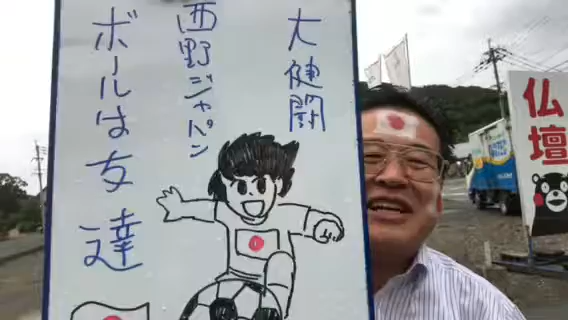 大健闘
西野ジャパン
ボールは友達
仏壇